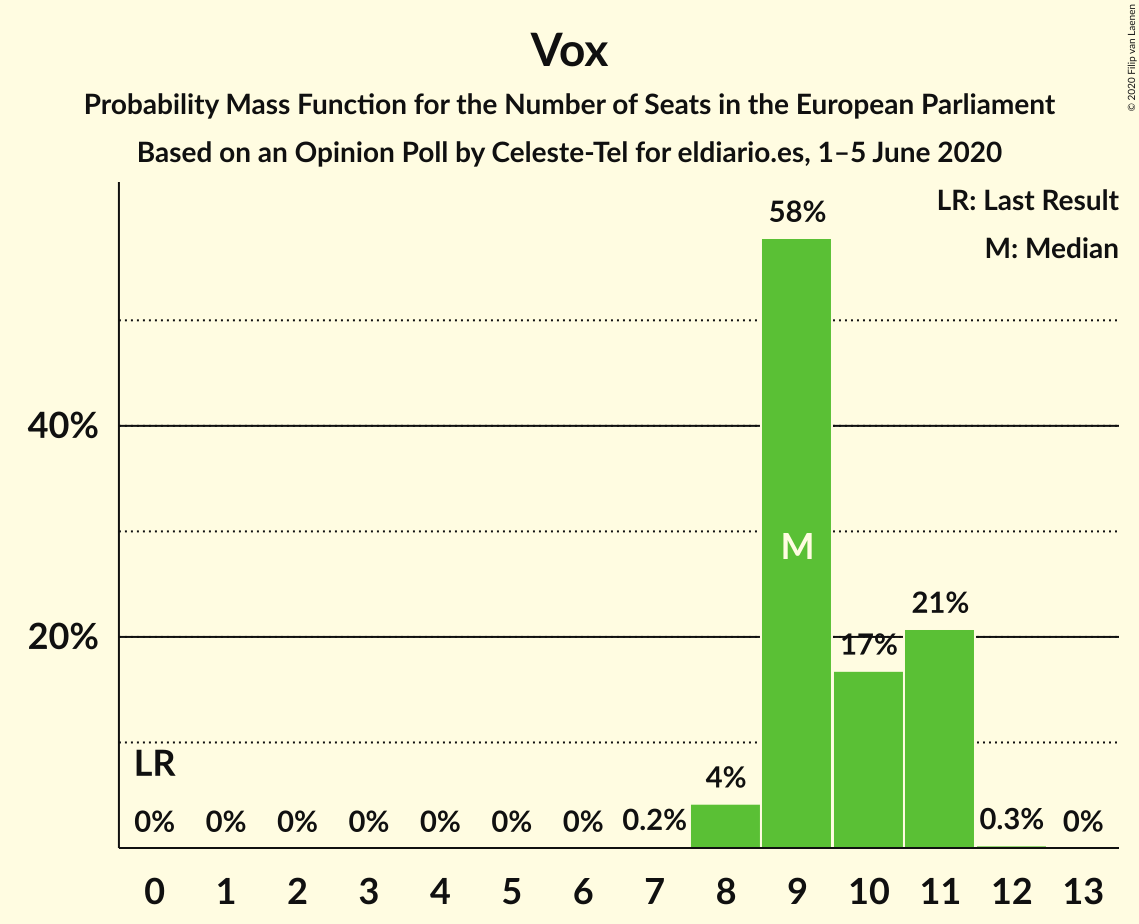 Vox
Probability Mass Function for the Number of Seats in the European Parliament
Based on an Opinion Poll by Celeste-Tel for eldiario.es, 1–5 June 2020
© 2020 Filip van Laenen
LR: Last Result
M: Median
58%
40%
M
21%
20%
17%
LR
4%
0% 0% 0% 0% 0% 0% 0% 0.2% 0.3% 0%
0 1 2 3 4 5 6 7 8 9 10 11 12 13